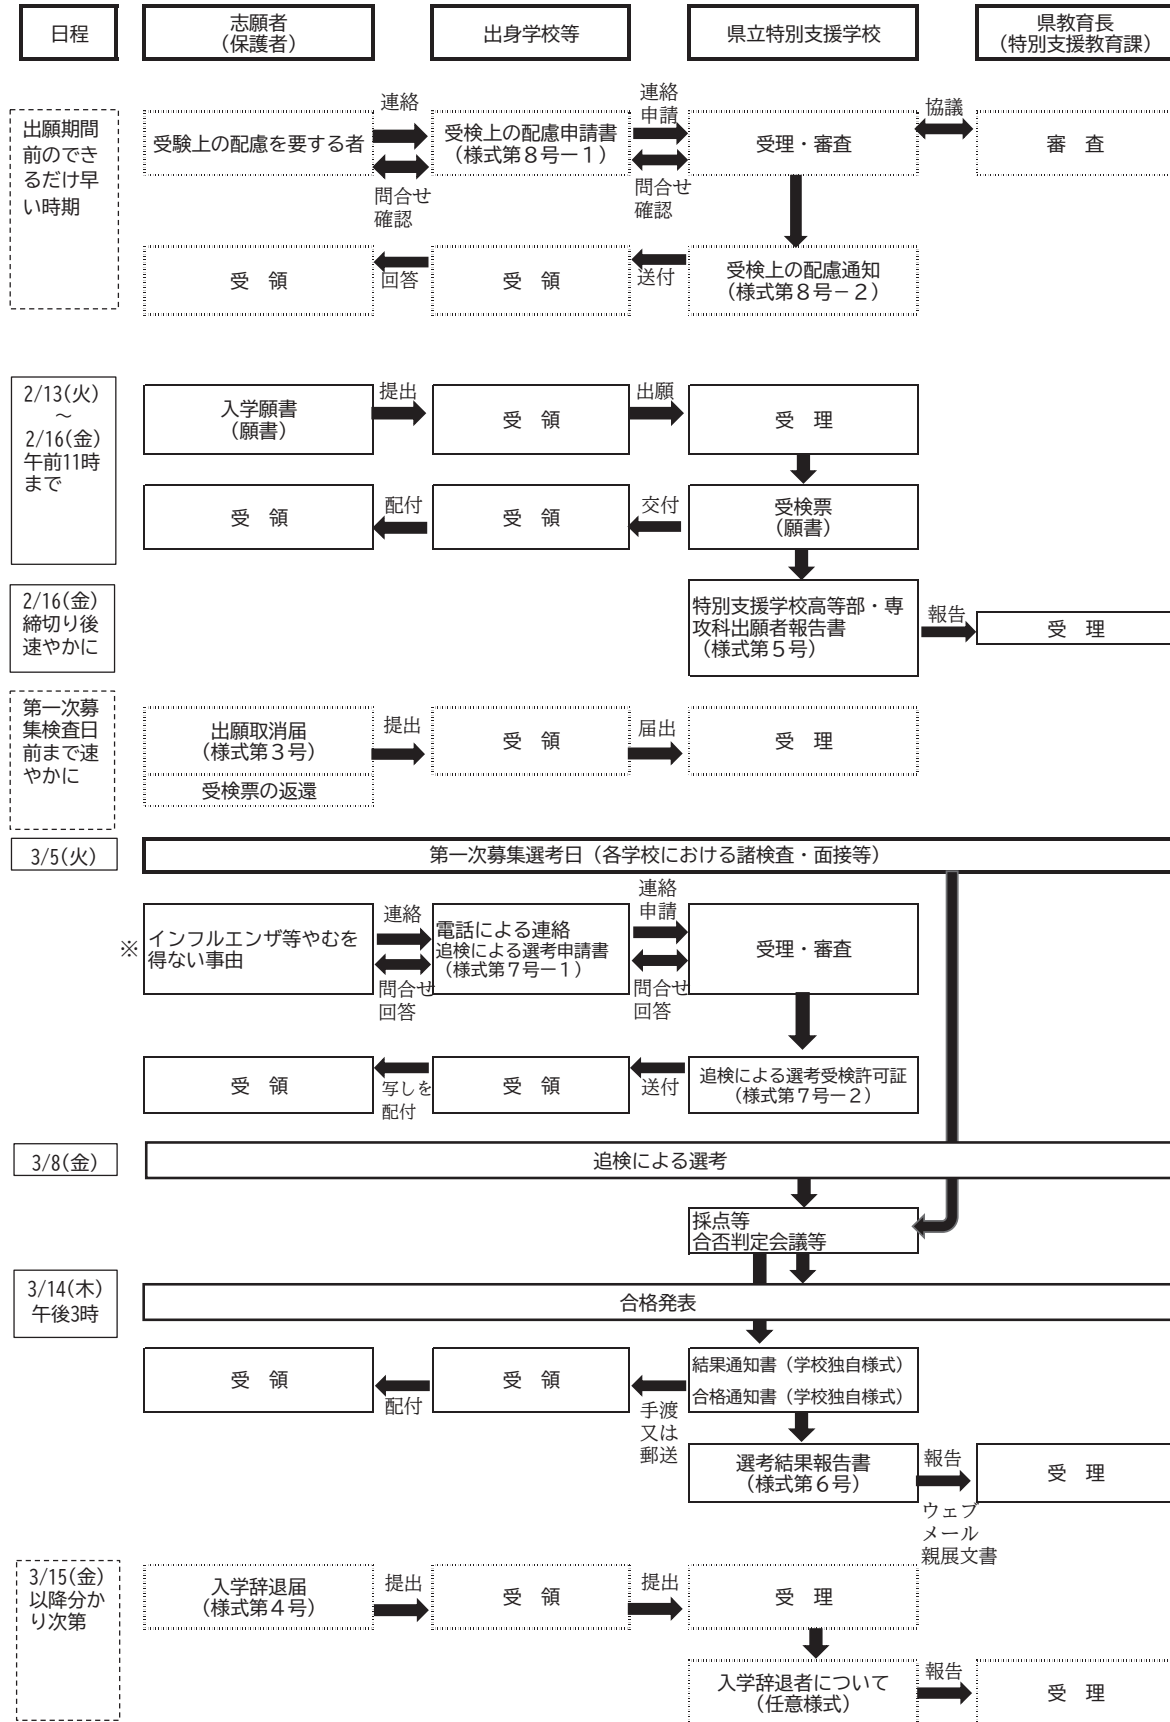 日程
志願者
(保護者)
出身学校等
県立特別支援学校
県教育長
(特別支援教育課)
出願期間
前のでき
るだけ早
い時期
受験上の配慮を要する者
連絡
問合せ
確認
受検上の配慮申請書
(様式第8号－1)
連絡
申請
問合せ
確認
受理・審査
協議
審　査
受　領
回答
受　領
送付
受検上の配慮通知
(様式第8号－2)
2/13(火)
～
2/16(金)
午前11時
まで
入学願書
(願書)
提出
受　領
出願
受　理
受　領
配付
受　領
交付
受検票
(願書)
2/16(金)
締切り後
速やかに
特別支援学校高等部・専
攻科出願者報告書
(様式第5号)
報告
受　理
第一次募
集検査日
前まで速
やかに
出願取消届
(様式第3号)
受検票の返還
提出
受　領
届出
受　理
3/5(火)
第一次募集選考日（各学校における諸検査・面接等）
※
インフルエンザ等やむを
得ない事由
連絡
問合せ
回答
電話による連絡
追検による選考申請書
(様式第7号－1)
連絡
申請
問合せ
回答
受理・審査
受　領
写しを
配付
受　領
送付
追検による選考受検許可証
(様式第7号－2)
3/8(金)
追検による選考
採点等
合否判定会議等
3/14(木)
午後3時
合格発表
受　領
配付
受　領
手渡
又は
郵送
結果通知書（学校独自様式）
合格通知書（学校独自様式）
選考結果報告書
(様式第6号)
報告
ウェブ
メール
親展文書
受　理
3/15(金)
以降分か
り次第
入学辞退届
(様式第4号)
提出
受　領
提出
受　理
入学辞退者について
(任意様式)
報告
受　理